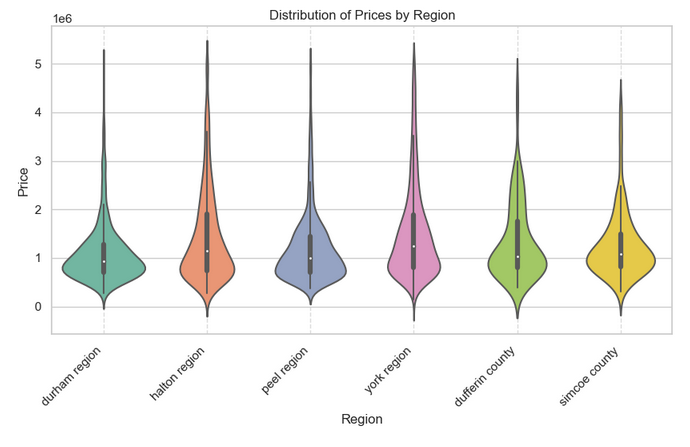 Distribution of Prices by Region
1e6
5
4
3
2
1
0
Price
durham region
halton region
peel region
york region
dufferin county
simcoe county
Region